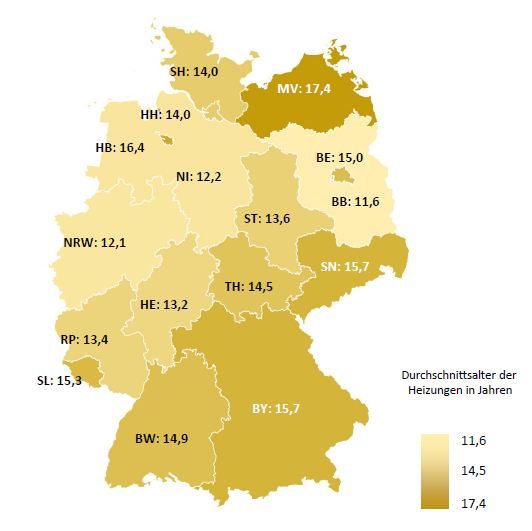 SH: 14,0
MV: 17,4
HH: 14,0
HB: 16,4
BE: 15,0
NI: 12,2
BB: 11,6
ST: 13,6
NRW: 12,1
SN: 15,7
TH: 14,5
HE: 13,2
RP: 13,4
SL: 15,3
BY: 15,7
BW: 14,9
Durchschnittsalter der
Heizungen in Jahren
11,6
14,5
17,4